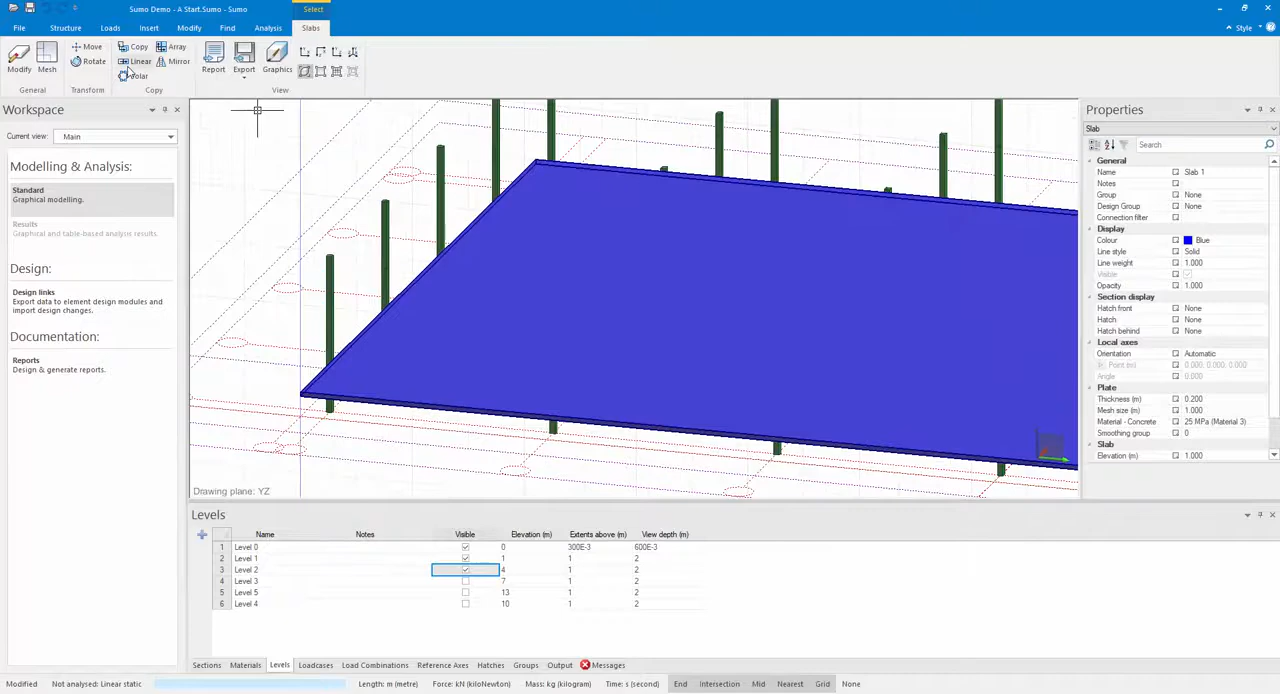 Sumo Demo - A Start.Sumo - Sumo
Select
File Structure Loads Insert Modify Find Analysis Slabs
Style
Modify Mesh
Move
Rotate
Copy Array
Linear Mirror
Polar
Report Export Graphics
General Transform Copy View
Workspace
Current view: Main
Modelling & Analysis:
Standard
Graphical modelling.
Results
Graphical and table-based analysis results.
Design:
Design links
Export data to element design modules and
import design changes.
Documentation:
Reports
Design & generate reports.
Drawing plane: YZ
Properties
Slab
Search
General
Name Slab 1
Notes
Group None
Design Group None
Connection filter
Display
Colour Blue
Line style Solid
Line weight 1.000
Visible
Opacity 1.000
Section display
Hatch front None
Hatch None
Hatch behind None
Local axes
Orientation Automatic
Point (m) 0.000, 0.000, 0.000
Angle 0.000
Plate
Thickness (m) 0.200
Mesh size (m) 1.000
Material - Concrete 25 MPa (Material 3)
Smoothing group 0
Slab
Elevation (m) 1.000
Levels
Name Notes Visible Elevation (m) Extents above (m) View depth (m)
1 Level 0 0 300E-3 600E-3
2 Level 1 1 1 2
3 Level 2 4 1 2
4 Level 3 7 1 2
5 Level 5 13 1 2
6 Level 4 10 1 2
Sections Materials Levels Loadcases Load Combinations Reference Axes Hatches Groups Output Messages
Modified Not analysed: Linear static Length: m (metre) Force: kN (kiloNewton) Mass: kg (kilogram) Time: s (second) End Intersection Mid Nearest Grid None